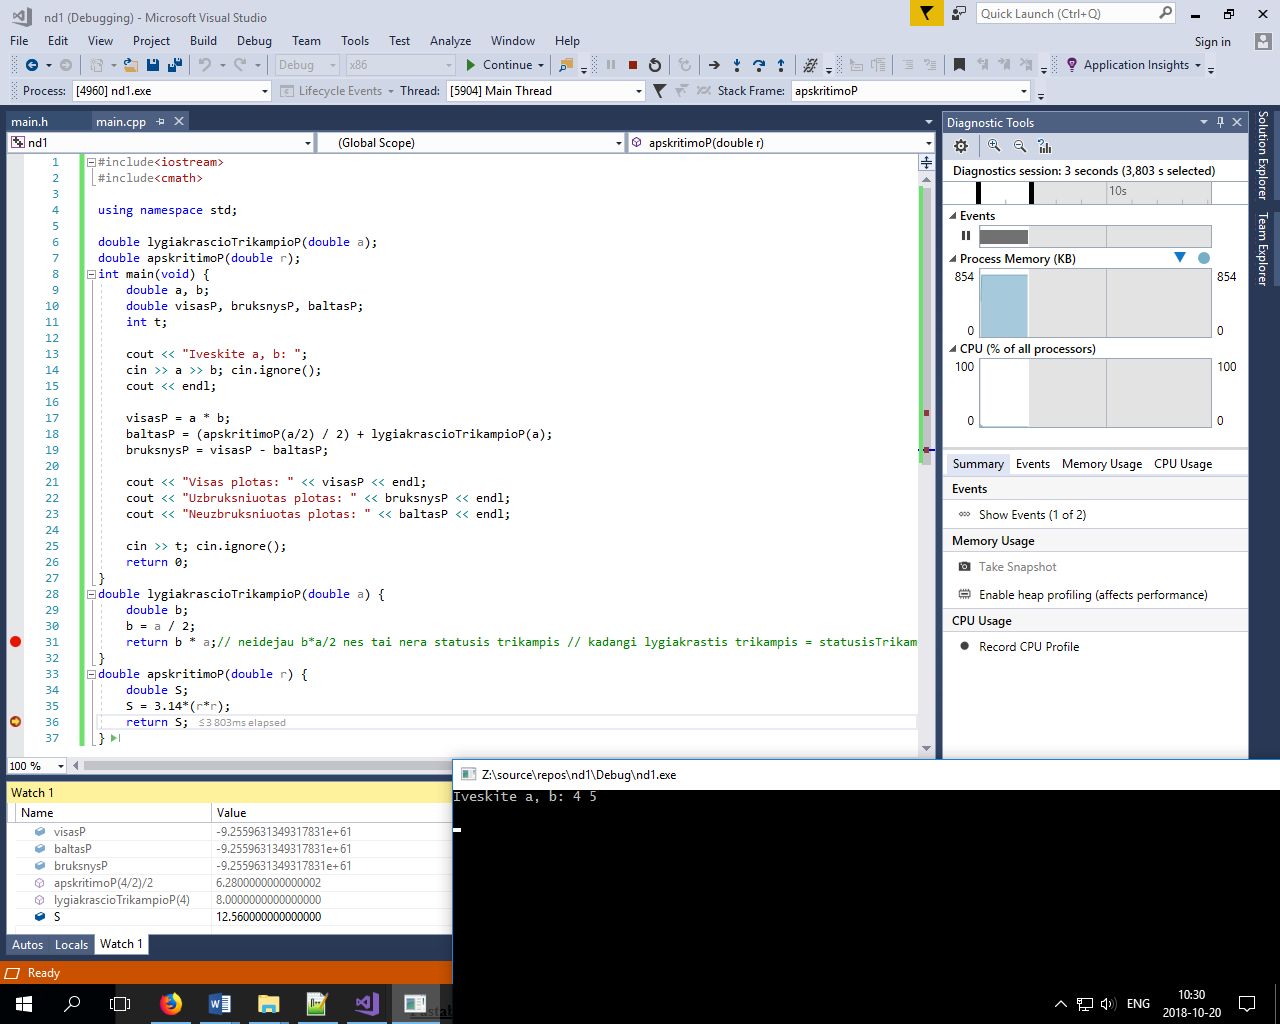 nd1 (Debugging) - Microsoft Visual Studio
Quick Launch (Ctrl+Q)
File Edit View Project Build Debug Team Tools Test Analyze Window Help
Sign in
Debug x86 Continue Application Insights
Process: [4960] nd1.exe Lifecycle Events Thread: [5904] Main Thread Stack Frame: apskritimoP
main.h main.cpp
nd1 (Global Scope) apskritimoP(double r)
1 #include<iostream>
2 #include<cmath>
3
4 using namespace std;
5
6 double lygiakrascioTrikampioP(double a);
7 double apskritimoP(double r);
8 int main(void) {
9 double a, b;
10 double visasP, bruksnysP, baltasP;
11 int t;
12
13 cout << "Iveskite a, b: ";
14 cin >> a >> b; cin.ignore();
15 cout << endl;
16
17 visasP = a * b;
18 baltasP = (apskritimoP(a/2) / 2) + lygiakrascioTrikampioP(a);
19 bruksnysP = visasP - baltasP;
20
21 cout << "Visas plotas: " << visasP << endl;
22 cout << "Uzbruksniuotas plotas: " << bruksnysP << endl;
23 cout << "Neuzbruksniuotas plotas: " << baltasP << endl;
24
25 cin >> t; cin.ignore();
26 return 0;
27 }
28 double lygiakrascioTrikampioP(double a) {
29 double b;
30 b = a / 2;
31 return b * a;// neidejau b*a/2 nes tai nera statusis trikampis // kadangi lygiakrastis trikampis = statusisTrikam
32 }
33 double apskritimoP(double r) {
34 double S;
35 S = 3.14*(r*r);
36 return S; ≤3 803ms elapsed
37 }
100 %
Diagnostic Tools
Diagnostics session: 3 seconds (3,803 s selected)
10s
Events
Process Memory (KB)
854 854
0 0
CPU (% of all processors)
100 100
0 0
Summary Events Memory Usage CPU Usage
Events
Show Events (1 of 2)
Memory Usage
Take Snapshot
Enable heap profiling (affects performance)
CPU Usage
Record CPU Profile
Solution Explorer
Team Explorer
Watch 1
Name Value
visasP -9.2559631349317831e+61
baltasP -9.2559631349317831e+61
bruksnysP -9.2559631349317831e+61
apskritimoP(4/2)/2 6.2800000000000002
lygiakrascioTrikampioP(4) 8.0000000000000000
S 12.560000000000000
Autos Locals Watch 1
Ready
Z:\source\repos\nd1\Debug\nd1.exe
Iveskite a, b: 4 5
ENG
10:30
2018-10-20